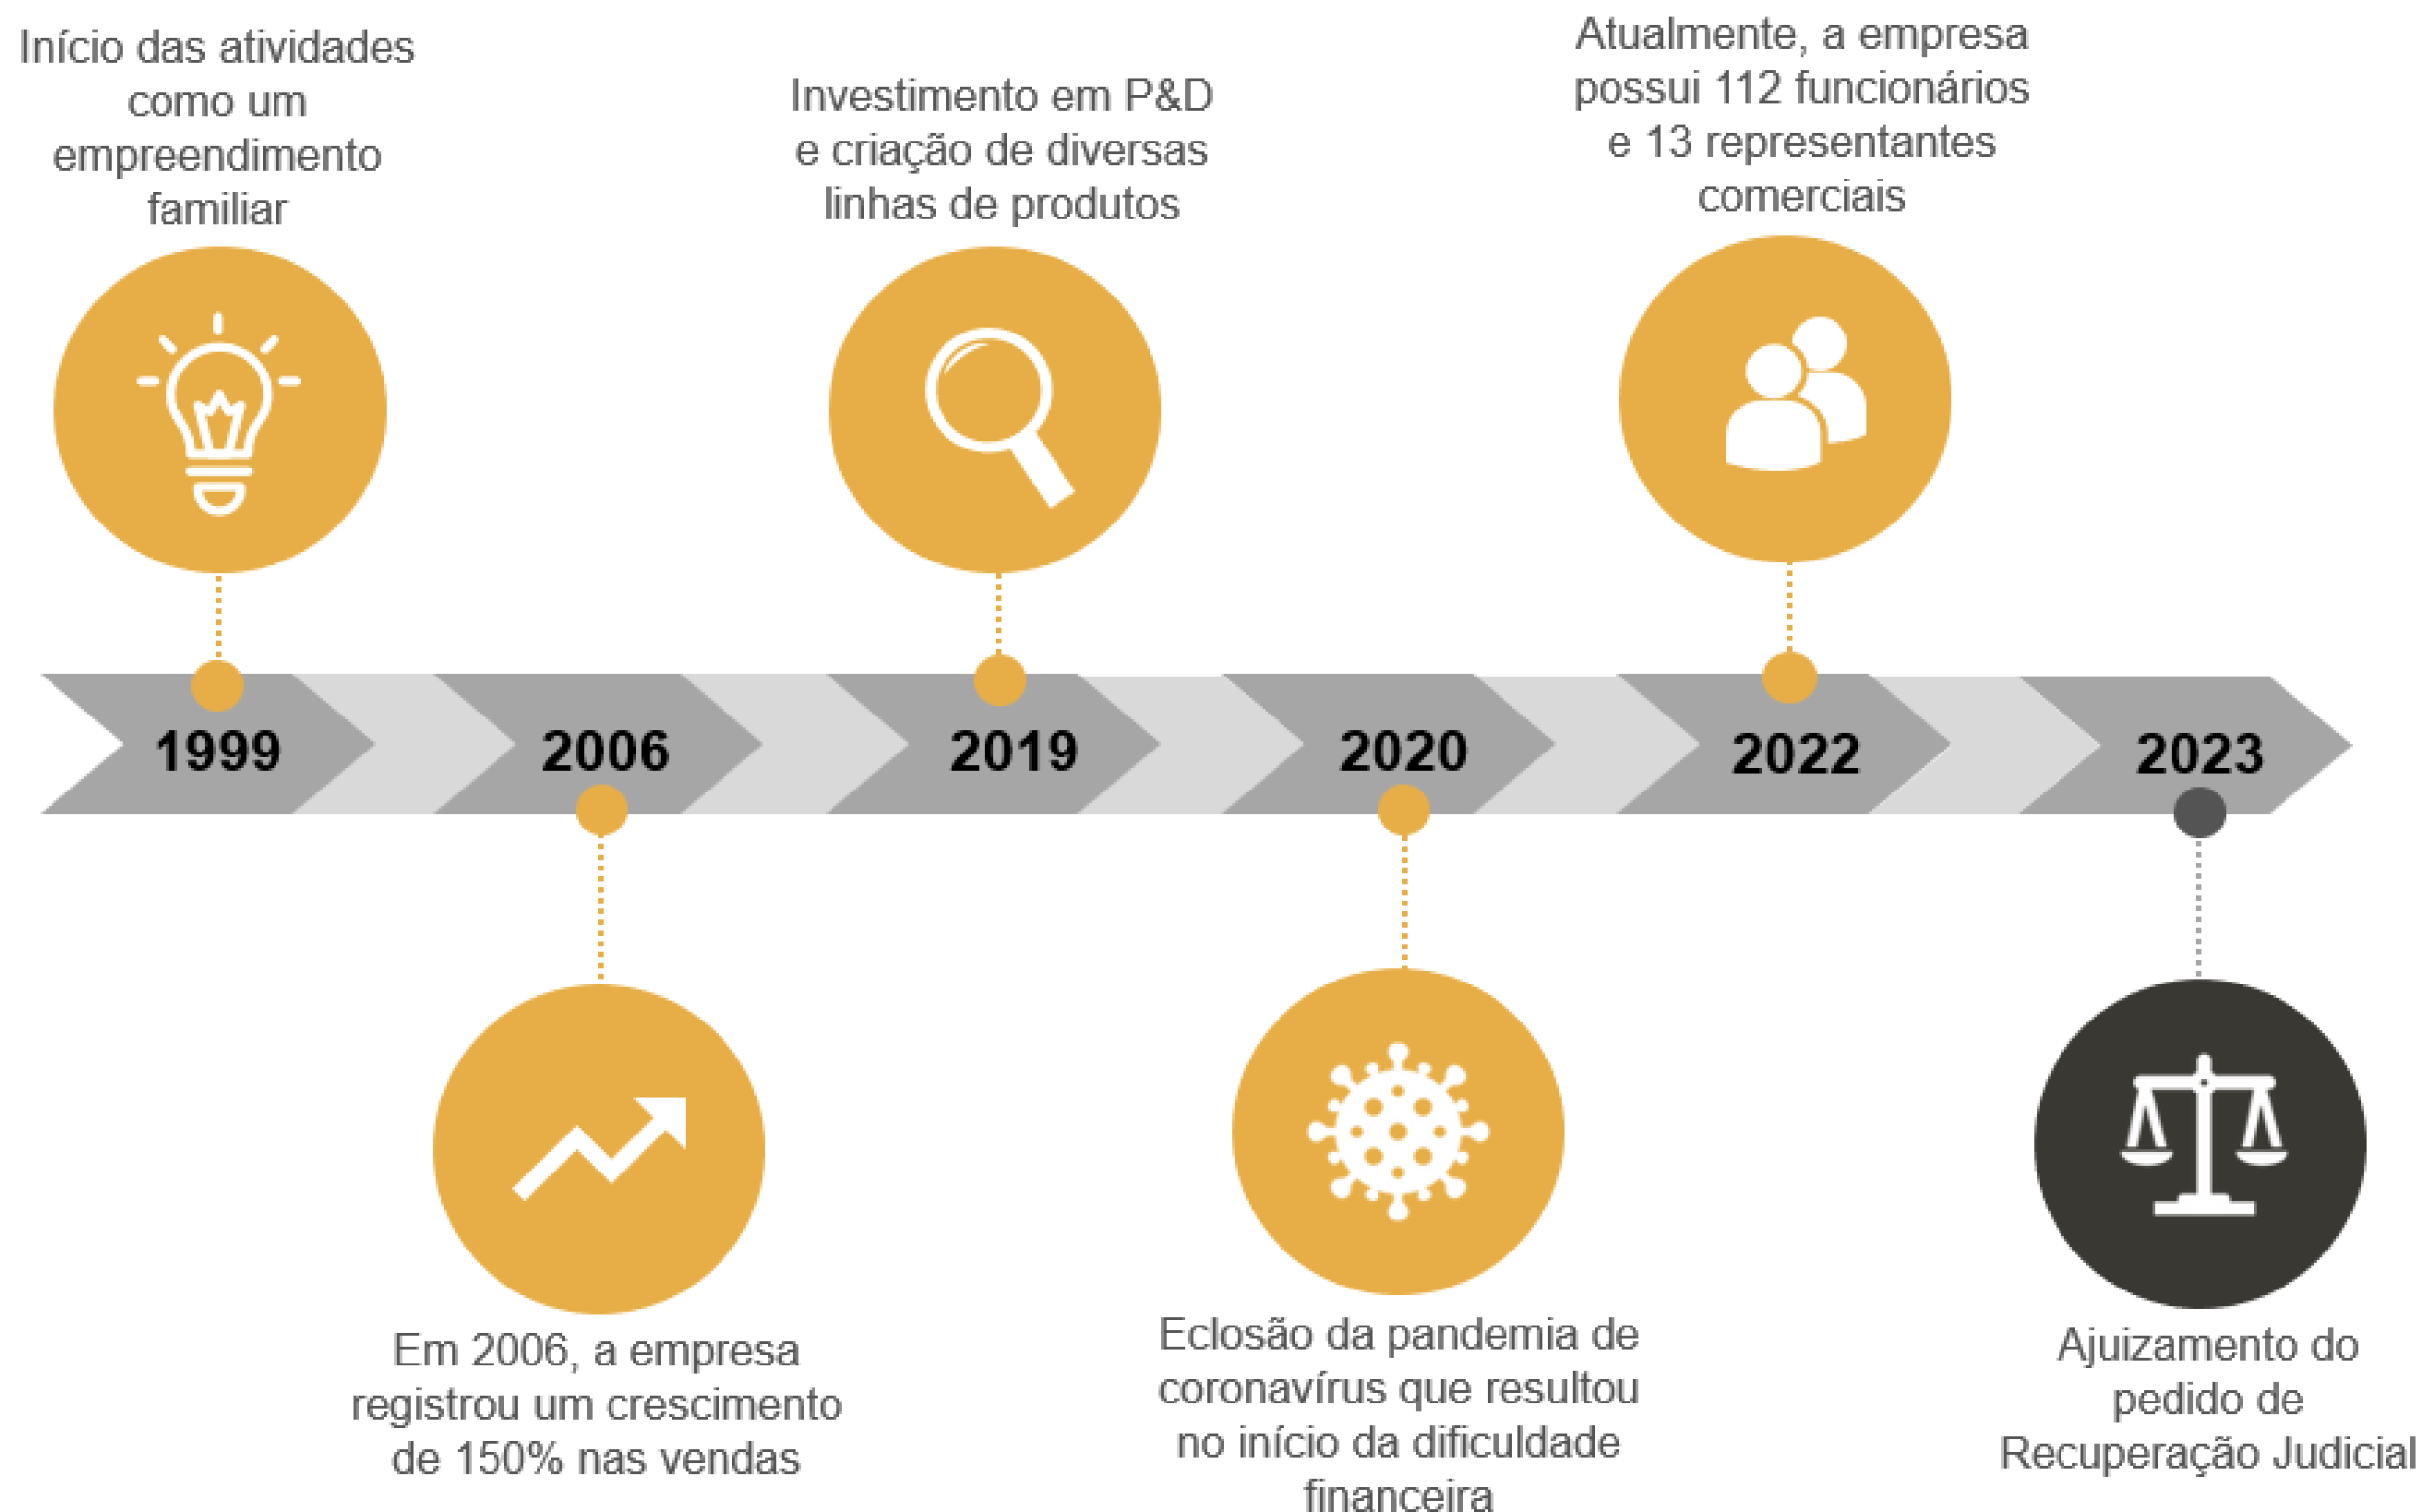 Início das atividades
como um
empreendimento
familiar
Investimento em P&D
e criação de diversas
linhas de produtos
Atualmente, a empresa
possui 112 funcionários
e 13 representantes
comerciais
1999
2006
2019
2020
2022
2023
Em 2006, a empresa
registrou um crescimento
de 150% nas vendas
Eclosão da pandemia de
coronavírus que resultou
no início da dificuldade
financeira
Ajuizamento do
pedido de
Recuperação Judicial